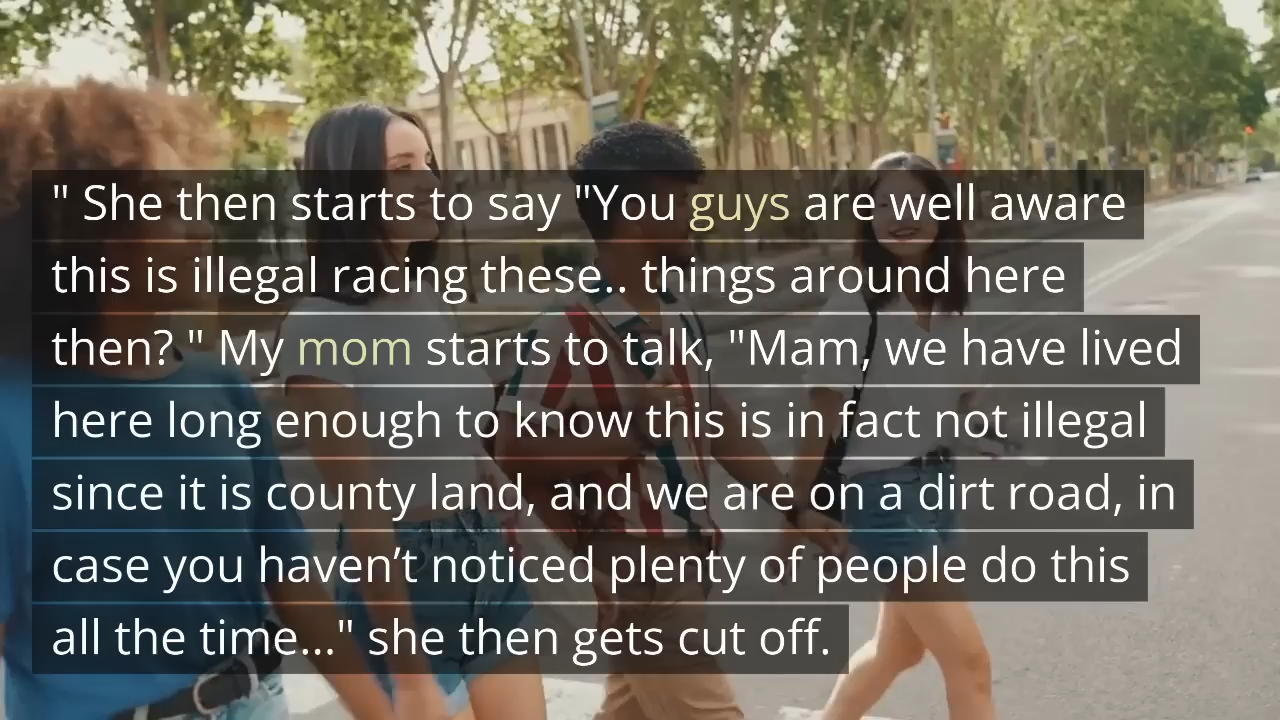 " She then starts to say "You guys are well aware
this is illegal racing these.. things around here
then? " My mom starts to talk, "Mam, we have lived
here long enough to know this is in fact not illegal
since it is county land, and we are on a dirt road, in
case you haven’t noticed plenty of people do this
all the time..." she then gets cut off.